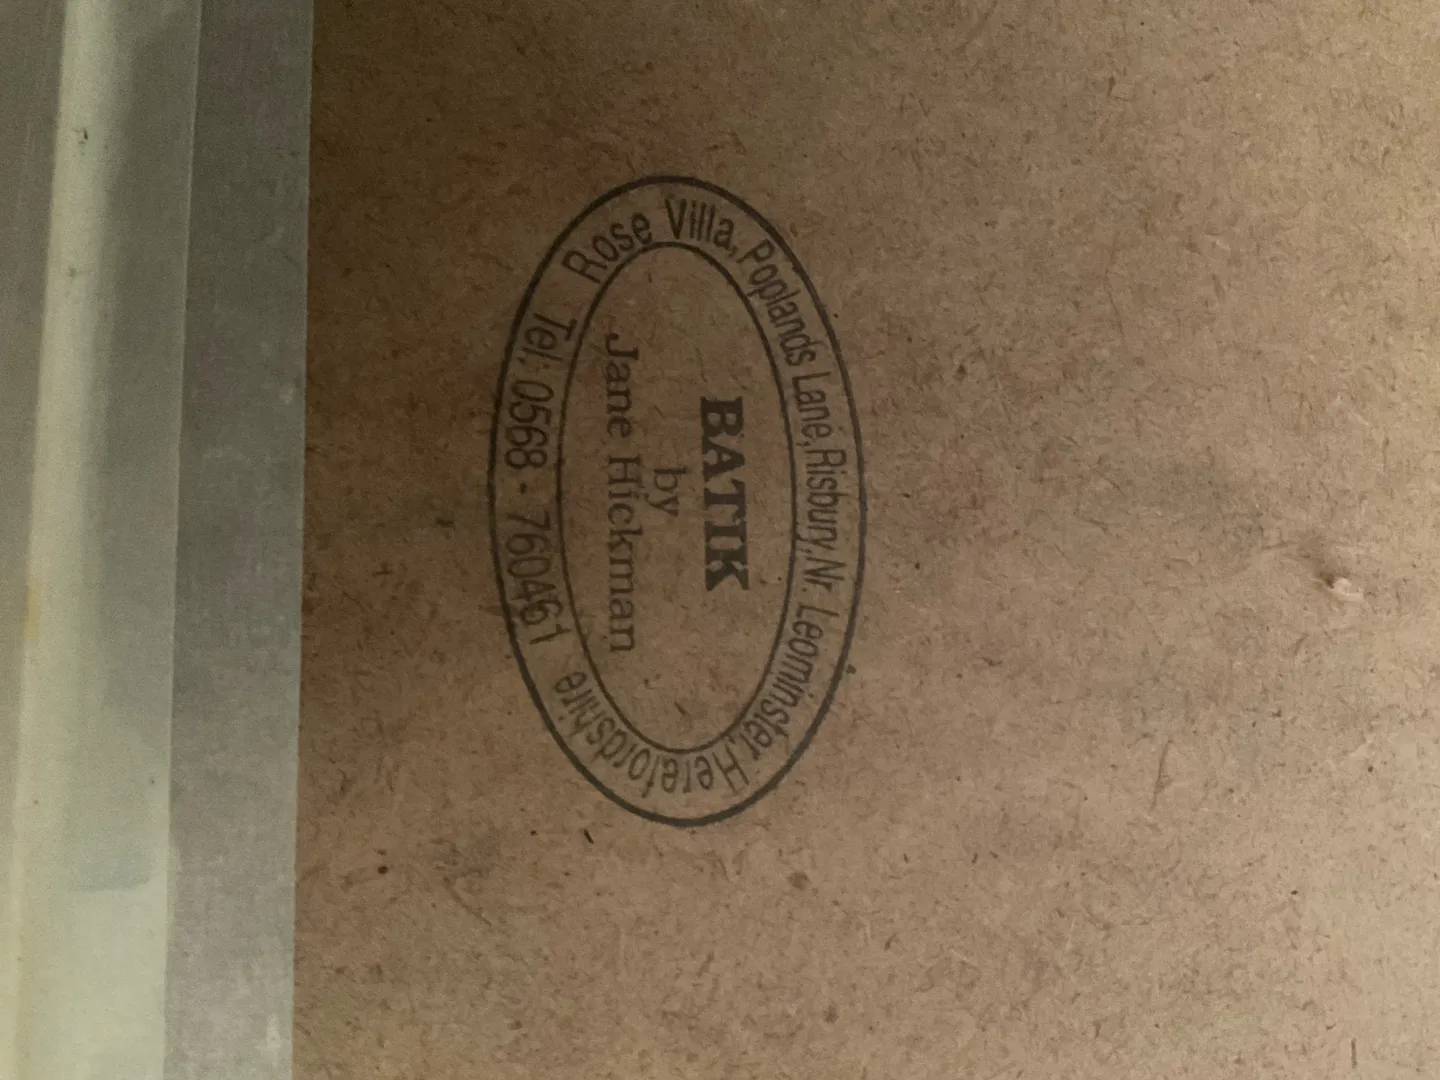 Rose Villa, Poplands Lane, Risbury, Nr. Leominster, Herefordshire
BATIK
by
Jane Hickman
Tel: 0568 - 760461